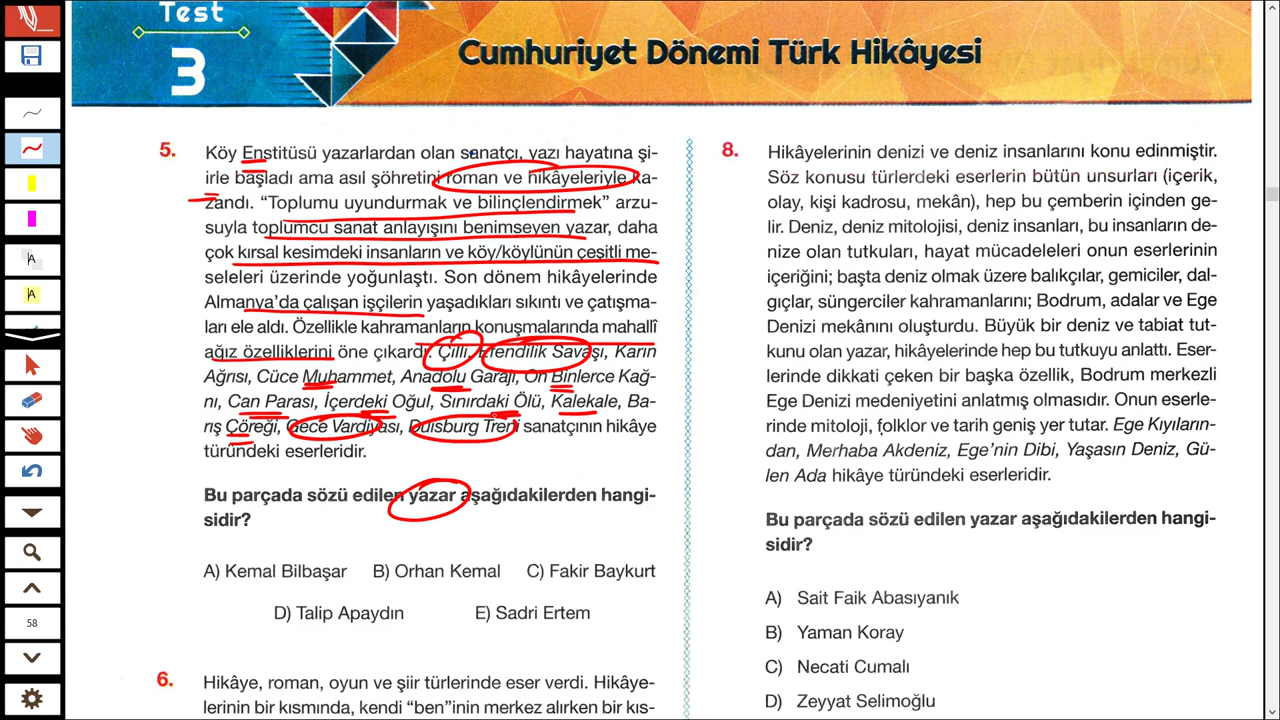 Test
3
Cumhuriyet Dönemi Türk Hikâyesi
5.
Köy Enstitüsü yazarlardan olan sanatçı, yazı hayatına şi-
irle başladı ama asıl şöhretini roman ve hikâyeleriyle ka-
zandı. “Toplumu uyundurmak ve bilinçlendirmek” arzu-
suyla toplumcu sanat anlayışını benimseyen yazar, daha
çok kırsal kesimdeki insanların ve köy/köylünün çeşitli me-
seleleri üzerinde yoğunlaştı. Son dönem hikâyelerinde
Almanya’da çalışan işçilerin yaşadıkları sıkıntı ve çatışma-
ları ele aldı. Özellikle kahramanların konuşmalarında mahallî
ağız özelliklerini öne çıkardı. Çilli, Efendilik Savaşı, Karın
Ağrısı, Cüce Muhammet, Anadolu Garajı, On Binlerce Kağ-
nı, Can Parası, İçerdeki Oğul, Sınırdaki Ölü, Kalekale, Ba-
rış Çöreği, Gece Vardiyası, Duisburg Treni sanatçının hikâye
türündeki eserleridir.
Bu parçada sözü edilen yazar aşağıdakilerden hangi-
sidir?
A) Kemal Bilbaşar B) Orhan Kemal C) Fakir Baykurt
D) Talip Apaydın E) Sadri Ertem
6.
Hikâye, roman, oyun ve şiir türlerinde eser verdi. Hikâye-
lerinin bir kısmında, kendi “ben”inin merkez alırken bir kıs-
8.
Hikâyelerinin denizi ve deniz insanlarını konu edinmiştir.
Söz konusu türlerdeki eserlerin bütün unsurları (içerik,
olay, kişi kadrosu, mekân), hep bu çemberin içinden ge-
lir. Deniz, deniz mitolojisi, deniz insanları, bu insanların de-
nize olan tutkuları, hayat mücadeleleri onun eserlerinin
içeriğini; başta deniz olmak üzere balıkçılar, gemiciler, dal-
gıçlar, süngerciler kahramanlarını; Bodrum, adalar ve Ege
Denizi mekânını oluşturdu. Büyük bir deniz ve tabiat tut-
kunu olan yazar, hikâyelerinde hep bu tutkuyu anlattı. Eser-
lerinde dikkati çeken bir başka özellik, Bodrum merkezli
Ege Denizi medeniyetini anlatmış olmasıdır. Onun eserle-
rinde mitoloji, folklor ve tarih geniş yer tutar. Ege Kıyıların-
dan, Merhaba Akdeniz, Ege’nin Dibi, Yaşasın Deniz, Gü-
len Ada hikâye türündeki eserleridir.
Bu parçada sözü edilen yazar aşağıdakilerden hangi-
sidir?
A) Sait Faik Abasıyanık
B) Yaman Koray
C) Necati Cumalı
D) Zeyyat Selimoğlu
A
A
58